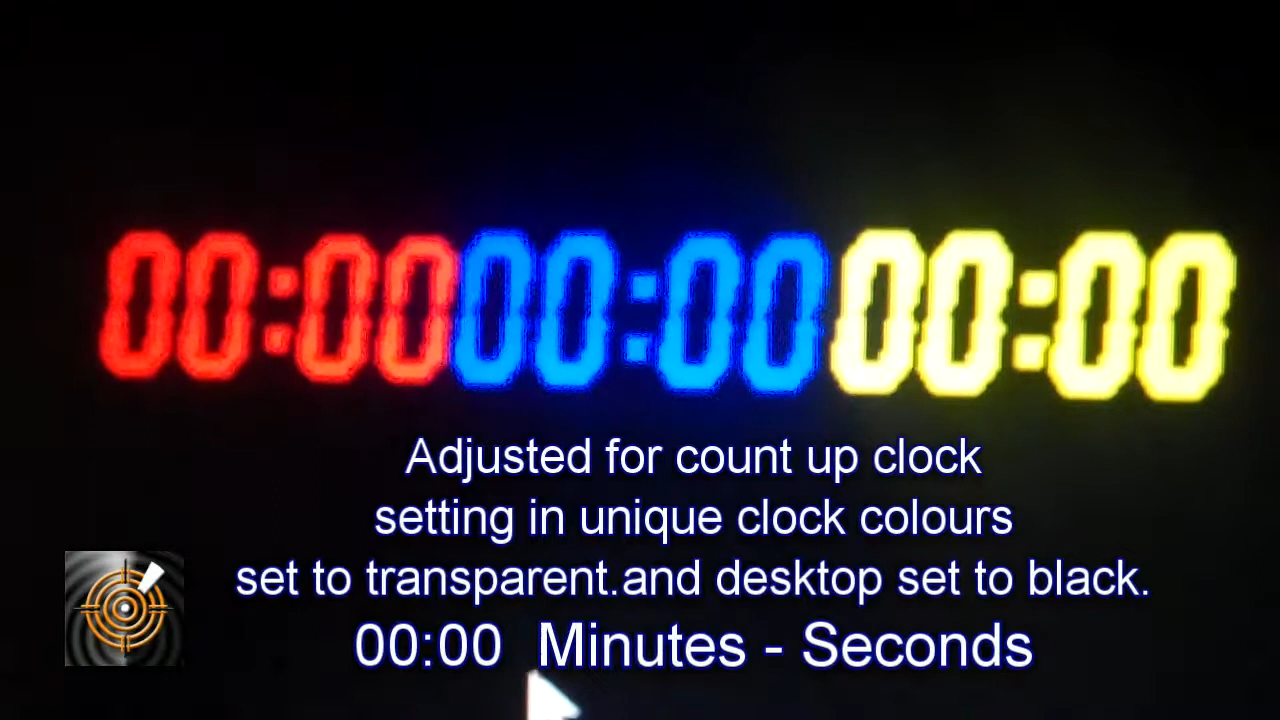 00:00 00:00 00:00
Adjusted for count up clock
setting in unique clock colours
set to transparent.and desktop set to black.
00:00 Minutes - Seconds